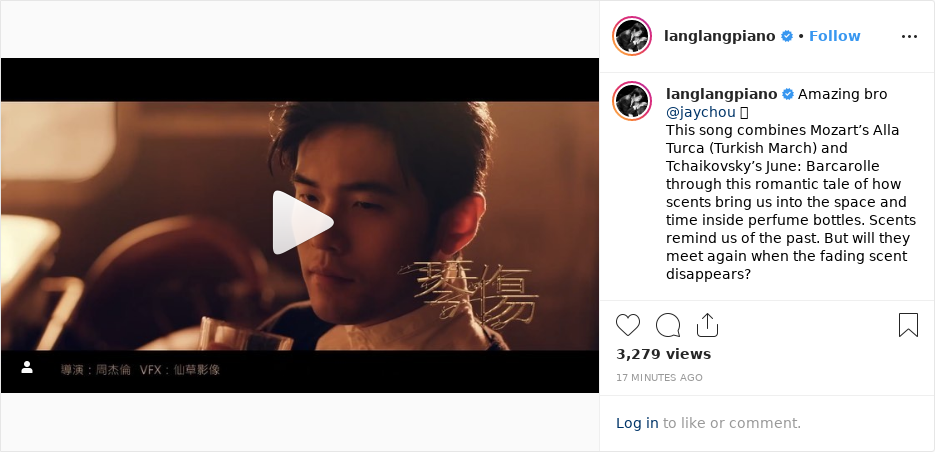 琴傷
導演：周杰倫 VFX：仙草影像
langlangpiano • Follow
langlangpiano Amazing bro
@jaychou
This song combines Mozart’s Alla
Turca (Turkish March) and
Tchaikovsky’s June: Barcarolle
through this romantic tale of how
scents bring us into the space and
time inside perfume bottles. Scents
remind us of the past. But will they
meet again when the fading scent
disappears?
3,279 views
17 MINUTES AGO
Log in to like or comment.